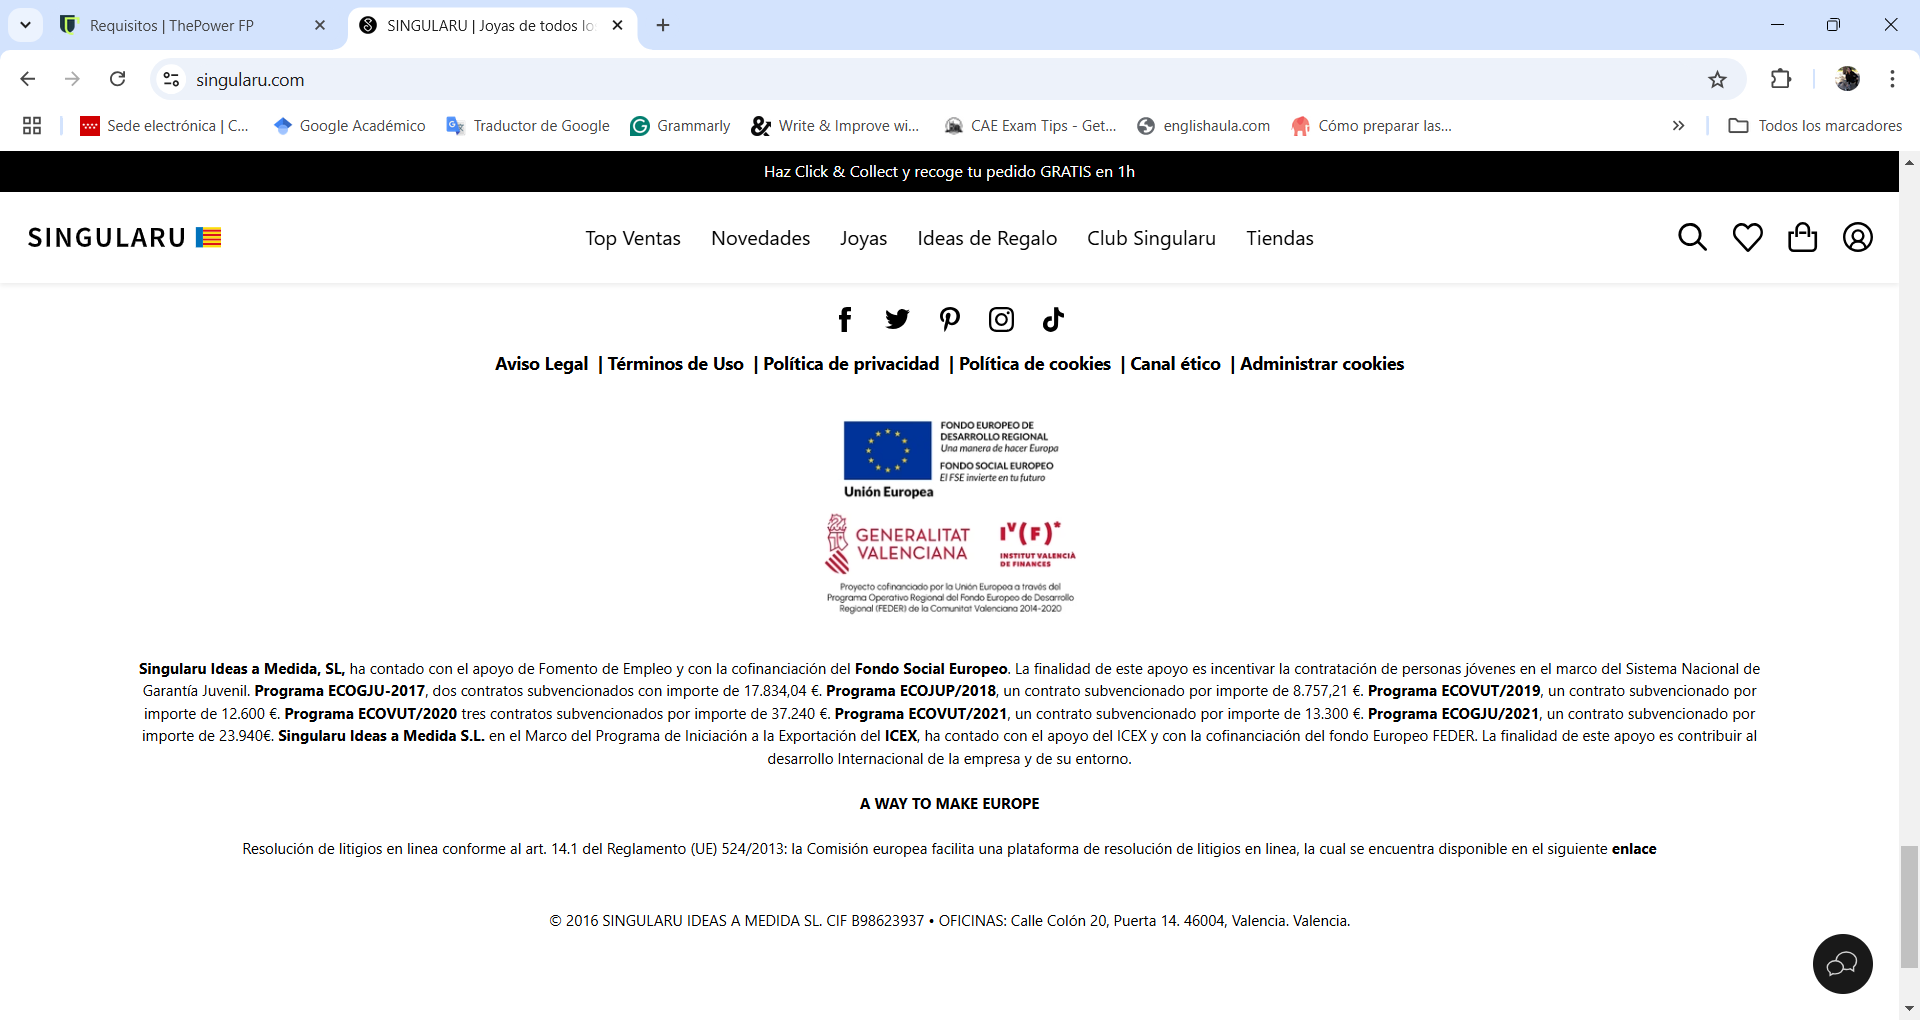 Requisitos | ThePower FP
SINGULARU | Joyas de todos lo
singularu.com
Sede electrónica | C...
Google Académico
Traductor de Google
Grammarly
Write & Improve wi...
CAE Exam Tips - Get...
englishaula.com
Cómo preparar las...
Todos los marcadores
Haz Click & Collect y recoge tu pedido GRATIS en 1h
SINGULARU
Top Ventas
Novedades
Joyas
Ideas de Regalo
Club Singularu
Tiendas
Aviso Legal | Términos de Uso | Política de privacidad | Política de cookies | Canal ético | Administrar cookies
FONDO EUROPEO DE
DESARROLLO REGIONAL
Una manera de hacer Europa
FONDO SOCIAL EUROPEO
El FSE invierte en tu futuro
Unión Europea
GENERALITAT
VALENCIANA
IV(F)*
INSTITUT VALENCIÀ
DE FINANCES
Proyecto cofinanciado por la Unión Europea a través del
Programa Operativo Regional del Fondo Europeo de Desarrollo
Regional (FEDER) de la Comunitat Valenciana 2014-2020
Singularu Ideas a Medida, SL, ha contado con el apoyo de Fomento de Empleo y con la cofinanciación del Fondo Social Europeo. La finalidad de este apoyo es incentivar la contratación de personas jóvenes en el marco del Sistema Nacional de
Garantía Juvenil. Programa ECOGJU-2017, dos contratos subvencionados con importe de 17.834,04 €. Programa ECOJUP/2018, un contrato subvencionado por importe de 8.757,21 €. Programa ECOVUT/2019, un contrato subvencionado por
importe de 12.600 €. Programa ECOVUT/2020 tres contratos subvencionados por importe de 37.240 €. Programa ECOVUT/2021, un contrato subvencionado por importe de 13.300 €. Programa ECOGJU/2021, un contrato subvencionado por
importe de 23.940€. Singularu Ideas a Medida S.L. en el Marco del Programa de Iniciación a la Exportación del ICEX, ha contado con el apoyo del ICEX y con la cofinanciación del fondo Europeo FEDER. La finalidad de este apoyo es contribuir al
desarrollo Internacional de la empresa y de su entorno.
A WAY TO MAKE EUROPE
Resolución de litigios en linea conforme al art. 14.1 del Reglamento (UE) 524/2013: la Comisión europea facilita una plataforma de resolución de litigios en linea, la cual se encuentra disponible en el siguiente enlace
© 2016 SINGULARU IDEAS A MEDIDA SL. CIF B98623937 • OFICINAS: Calle Colón 20, Puerta 14. 46004, Valencia. Valencia.